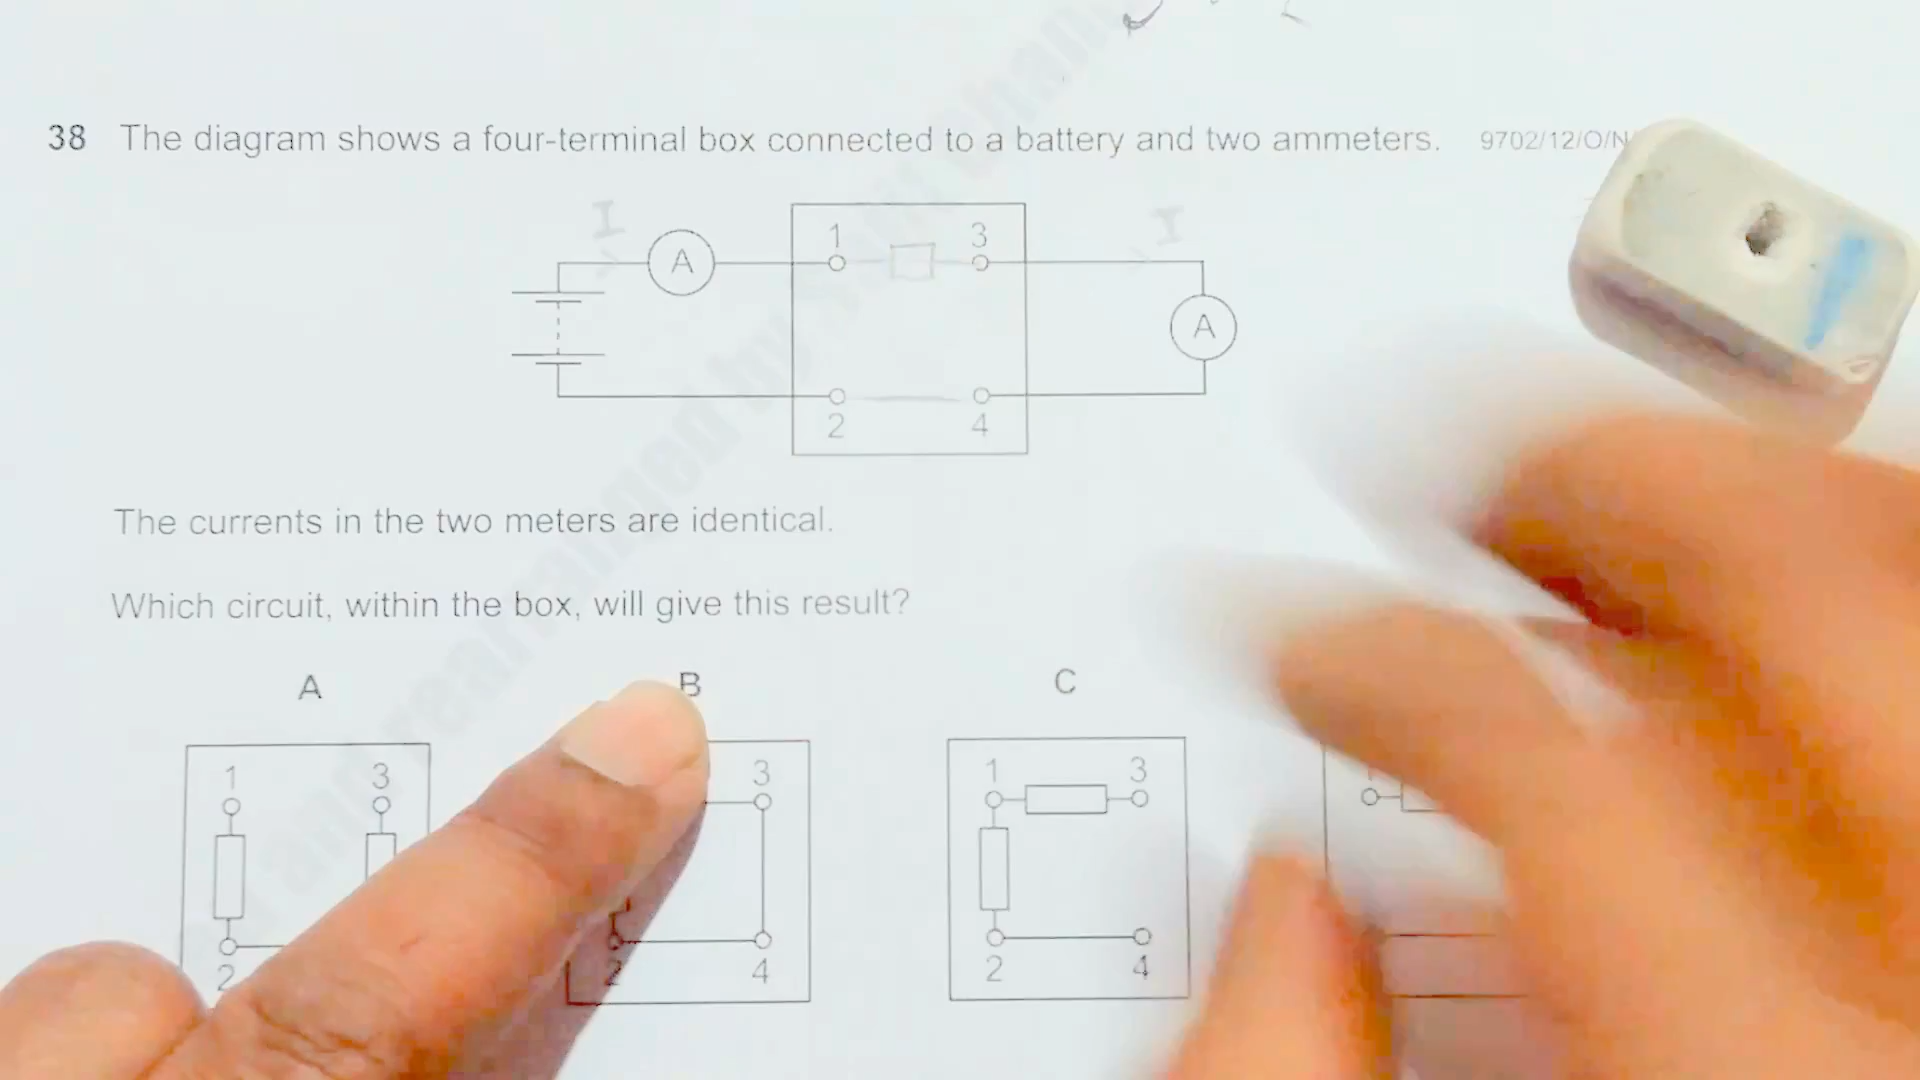 38 The diagram shows a four-terminal box connected to a battery and two ammeters. 9702/12/O/N
I I
A 1 3
A
2 4
The currents in the two meters are identical.
Which circuit, within the box, will give this result?
A B C
1 3 3 1 3
2 2 4 2 4